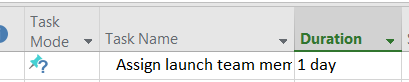 Task Mode Task Name Duration
Assign launch team mem 1 day